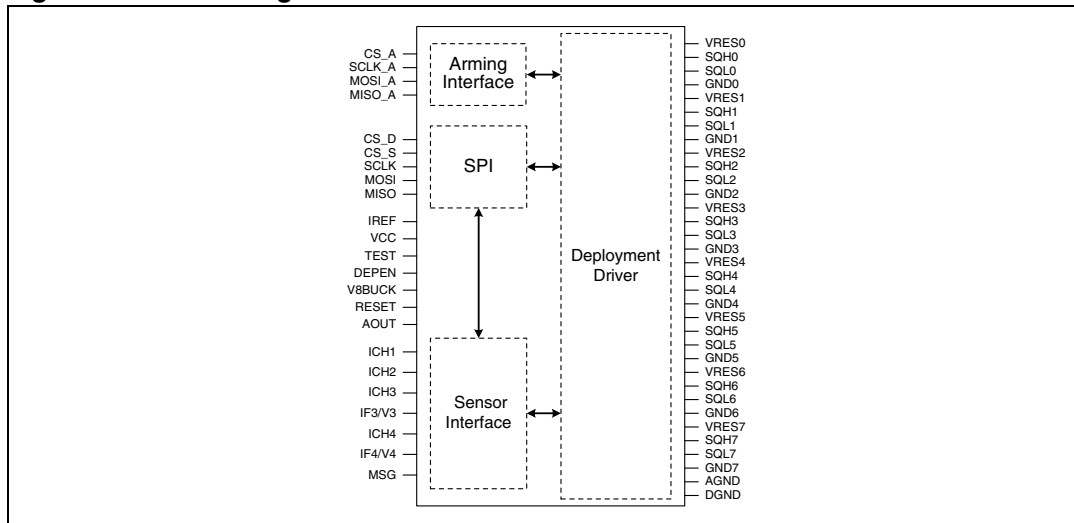 CS_A
SCLK_A
MOSI_A
MISO_A
CS_D
CS_S
SCLK
MOSI
MISO
IREF
VCC
TEST
DEPEN
V8BUCK
RESET
AOUT
ICH1
ICH2
ICH3
IF3/V3
ICH4
IF4/V4
MSG
Arming
Interface
SPI
Sensor
Interface
Deployment
Driver
VRES0
SQH0
SQL0
GND0
VRES1
SQH1
SQL1
GND1
VRES2
SQH2
SQL2
GND2
VRES3
SQH3
SQL3
GND3
VRES4
SQH4
SQL4
GND4
VRES5
SQH5
SQL5
GND5
VRES6
SQH6
SQL6
GND6
VRES7
SQH7
SQL7
GND7
AGND
DGND